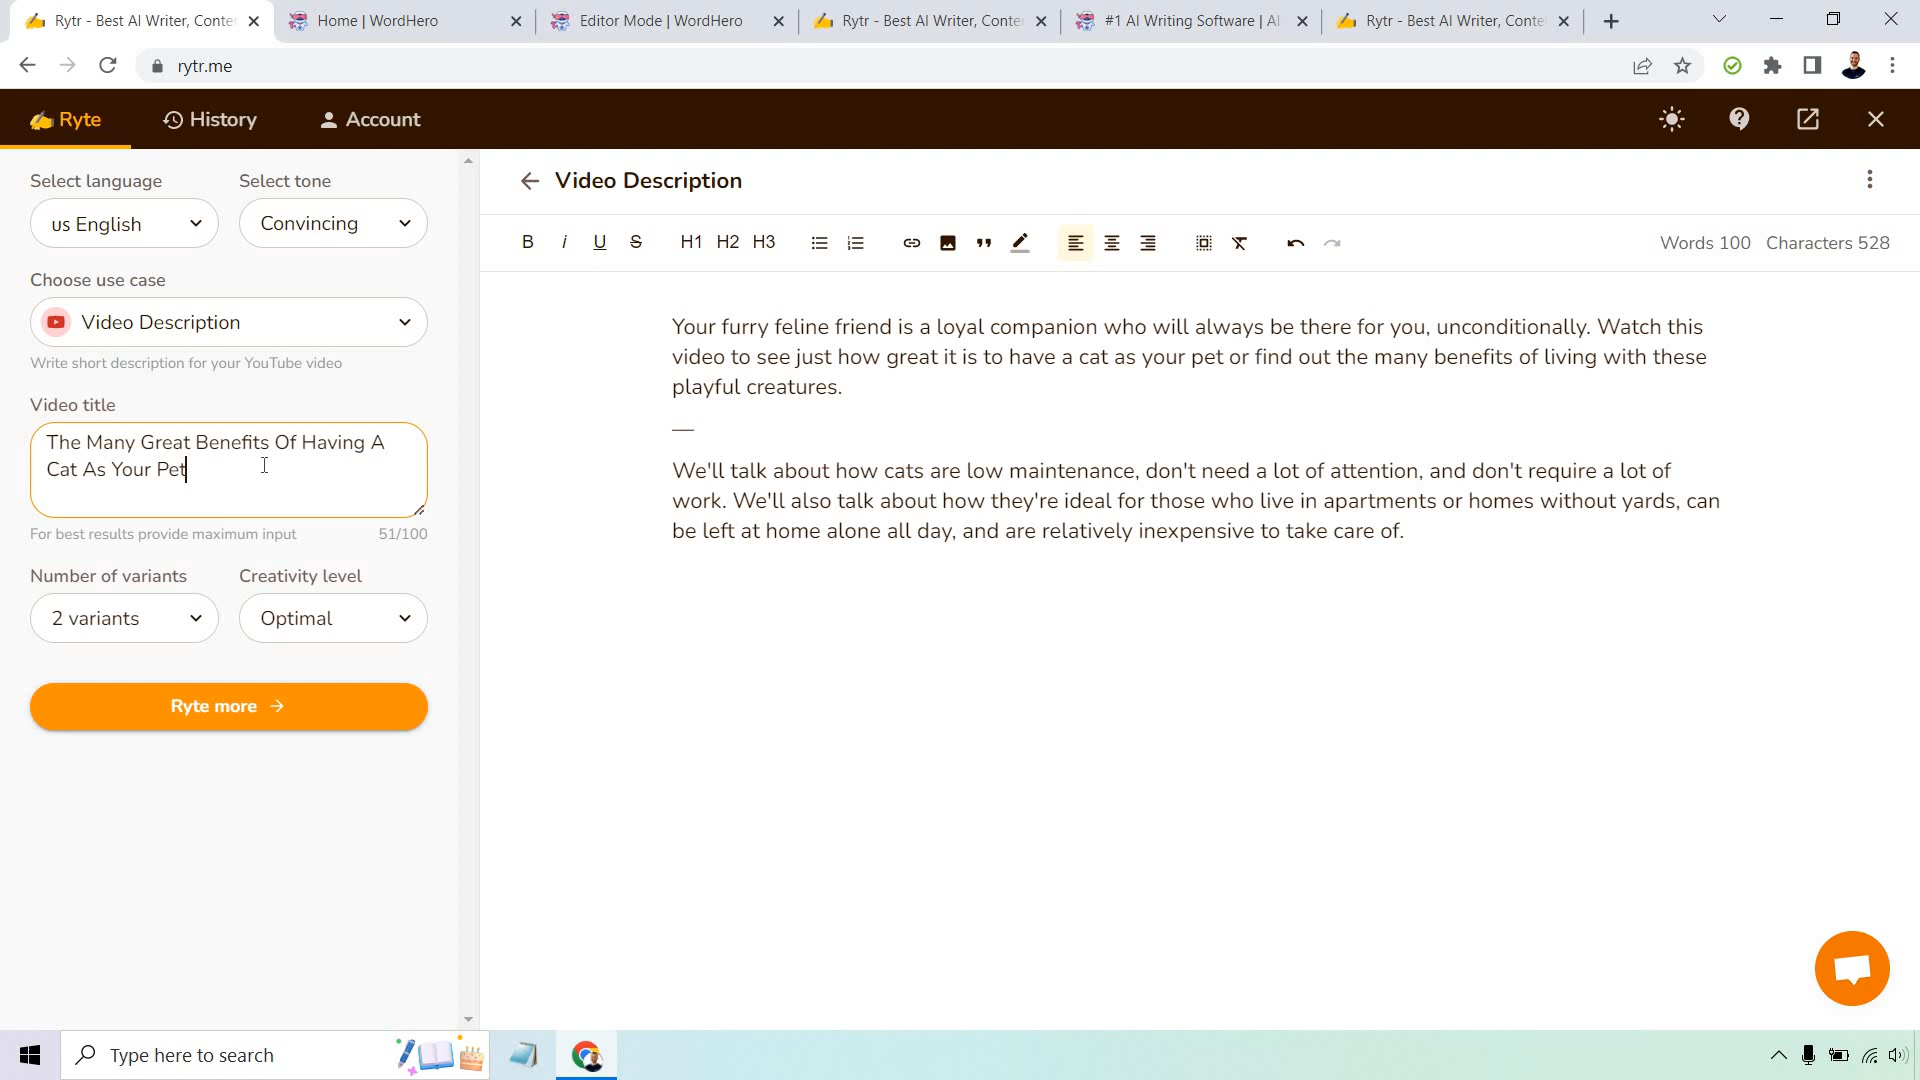 Rytr - Best AI Writer, Conte
Home | WordHero
Editor Mode | WordHero
Rytr - Best AI Writer, Conte
#1 AI Writing Software | AI
Rytr - Best AI Writer, Conte
rytr.me
Ryte
History
Account
Select language
Select tone
us English
Convincing
Choose use case
Video Description
Write short description for your YouTube video
Video title
The Many Great Benefits Of Having A
Cat As Your Pet
For best results provide maximum input
51/100
Number of variants
Creativity level
2 variants
Optimal
Ryte more
Video Description
B i U S H1 H2 H3
Words 100 Characters 528
Your furry feline friend is a loyal companion who will always be there for you, unconditionally. Watch this
video to see just how great it is to have a cat as your pet or find out the many benefits of living with these
playful creatures.
—
We'll talk about how cats are low maintenance, don't need a lot of attention, and don't require a lot of
work. We'll also talk about how they're ideal for those who live in apartments or homes without yards, can
be left at home alone all day, and are relatively inexpensive to take care of.
Type here to search